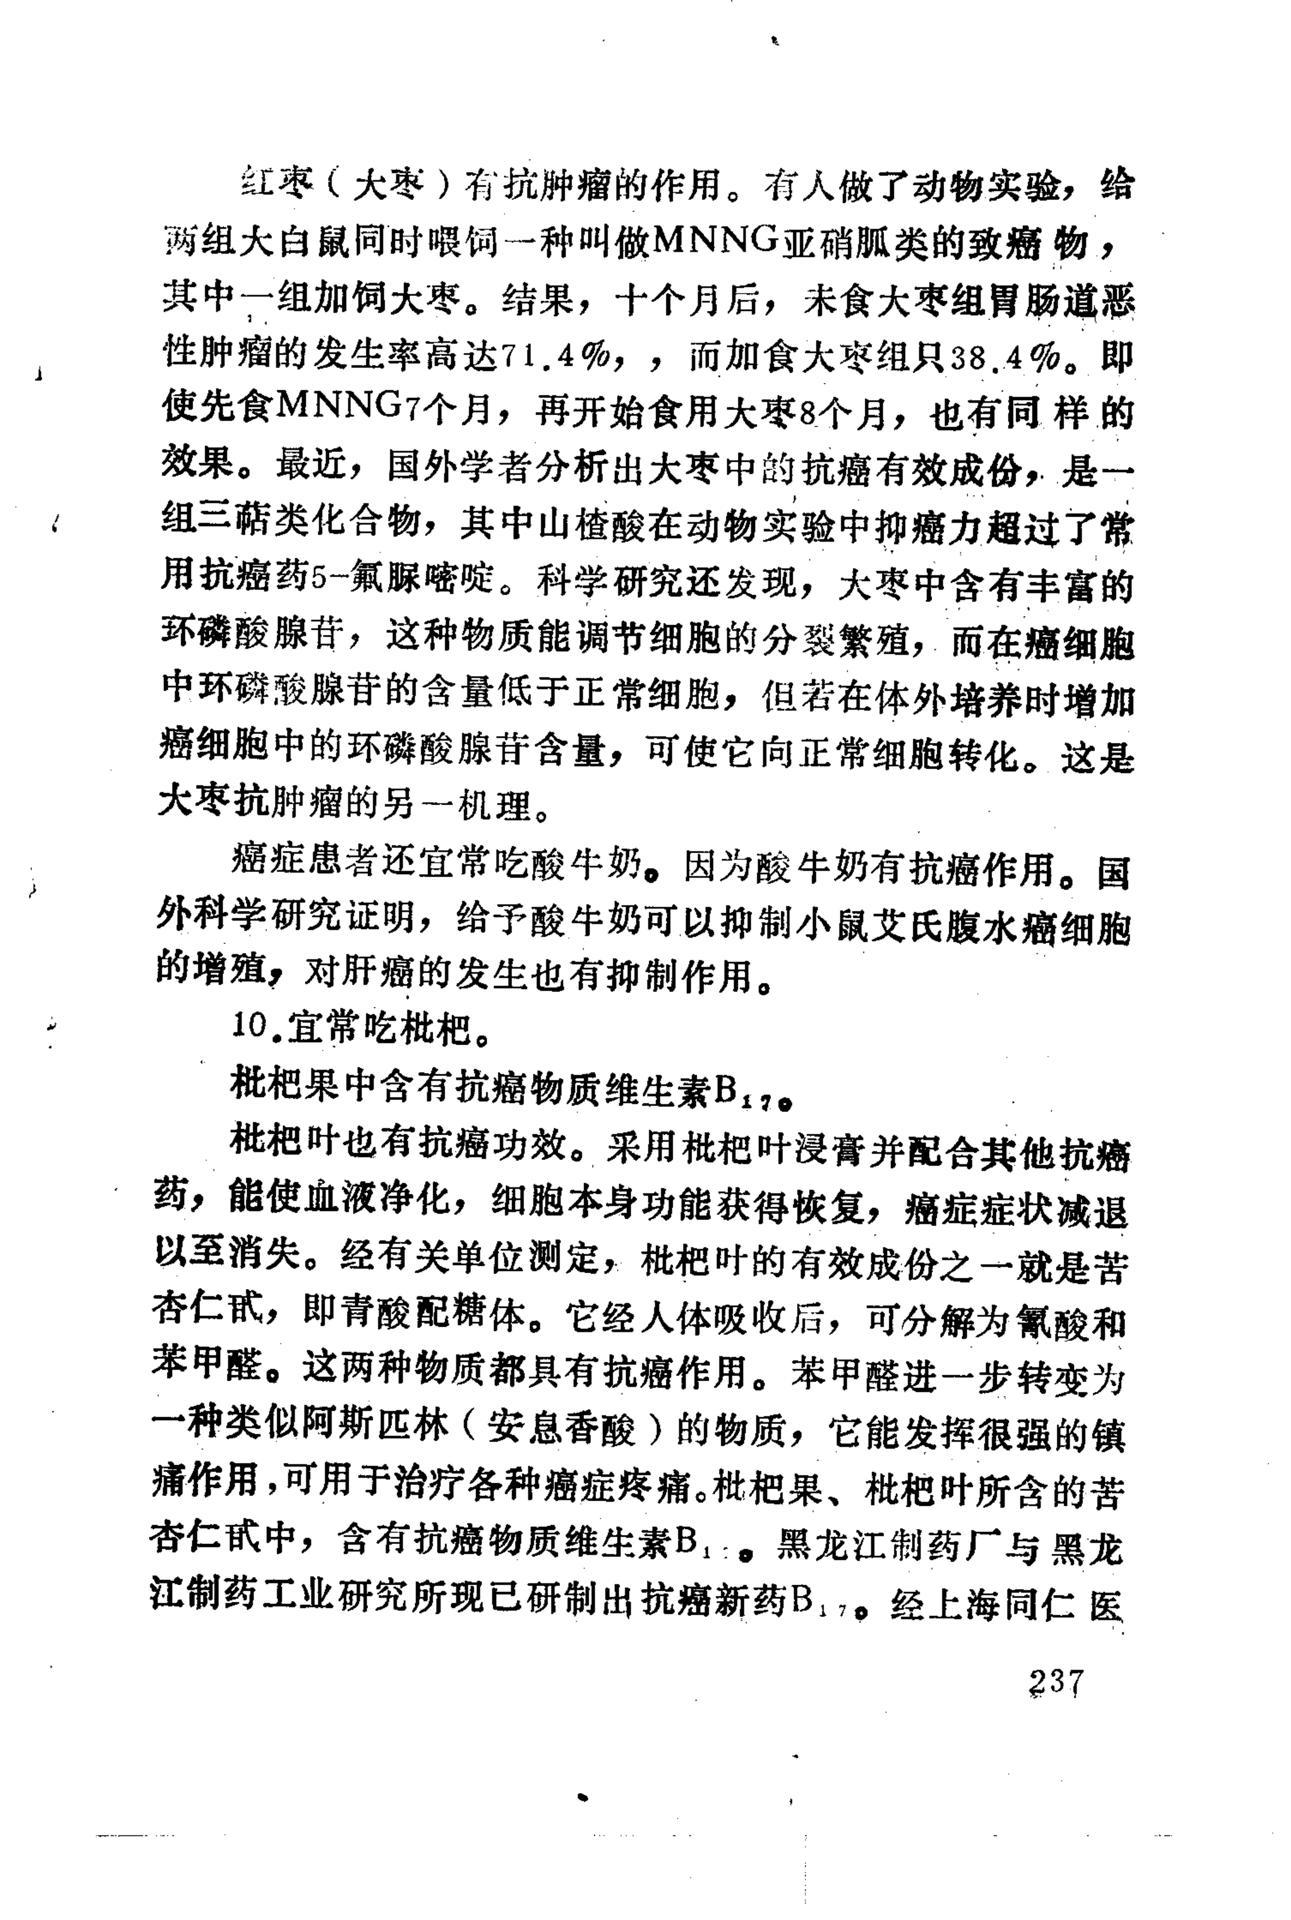 红枣（大枣）有抗肿瘤的作用。有人做了动物实验，给
两组大白鼠同时喂饲一种叫做MNNG亚硝胍类的致癌物，
其中一组加饲大枣。结果，十个月后，未食大枣组胃肠道恶
性肿瘤的发生率高达71.4%，，而加食大枣组只38.4%。即
使先食MNNG7个月，再开始食用大枣8个月，也有同样的
效果。最近，国外学者分析出大枣中的抗癌有效成份，是一
组三萜类化合物，其中山楂酸在动物实验中抑癌力超过了常
用抗癌药5-氟脲嘧啶。科学研究还发现，大枣中含有丰富的
环磷酸腺苷，这种物质能调节细胞的分裂繁殖，而在癌细胞
中环磷酸腺苷的含量低于正常细胞，但若在体外培养时增加
癌细胞中的环磷酸腺苷含量，可使它向正常细胞转化。这是
大枣抗肿瘤的另一机理。
癌症患者还宜常吃酸牛奶。因为酸牛奶有抗癌作用。国
外科学研究证明，给予酸牛奶可以抑制小鼠艾氏腹水癌细胞
的增殖，对肝癌的发生也有抑制作用。
10.宜常吃枇杷。
枇杷果中含有抗癌物质维生素B₁₇。
枇杷叶也有抗癌功效。采用枇杷叶浸膏并配合其他抗癌
药，能使血液净化，细胞本身功能获得恢复，癌症症状减退
以至消失。经有关单位测定，枇杷叶的有效成份之一就是苦
杏仁甙，即青酸配糖体。它经人体吸收后，可分解为氰酸和
苯甲醛。这两种物质都具有抗癌作用。苯甲醛进一步转变为
一种类似阿斯匹林（安息香酸）的物质，它能发挥很强的镇
痛作用，可用于治疗各种癌症疼痛。枇杷果、枇杷叶所含的苦
杏仁甙中，含有抗癌物质维生素B₁。黑龙江制药厂与黑龙
江制药工业研究所现已研制出抗癌新药B₁₇。经上海同仁医
237